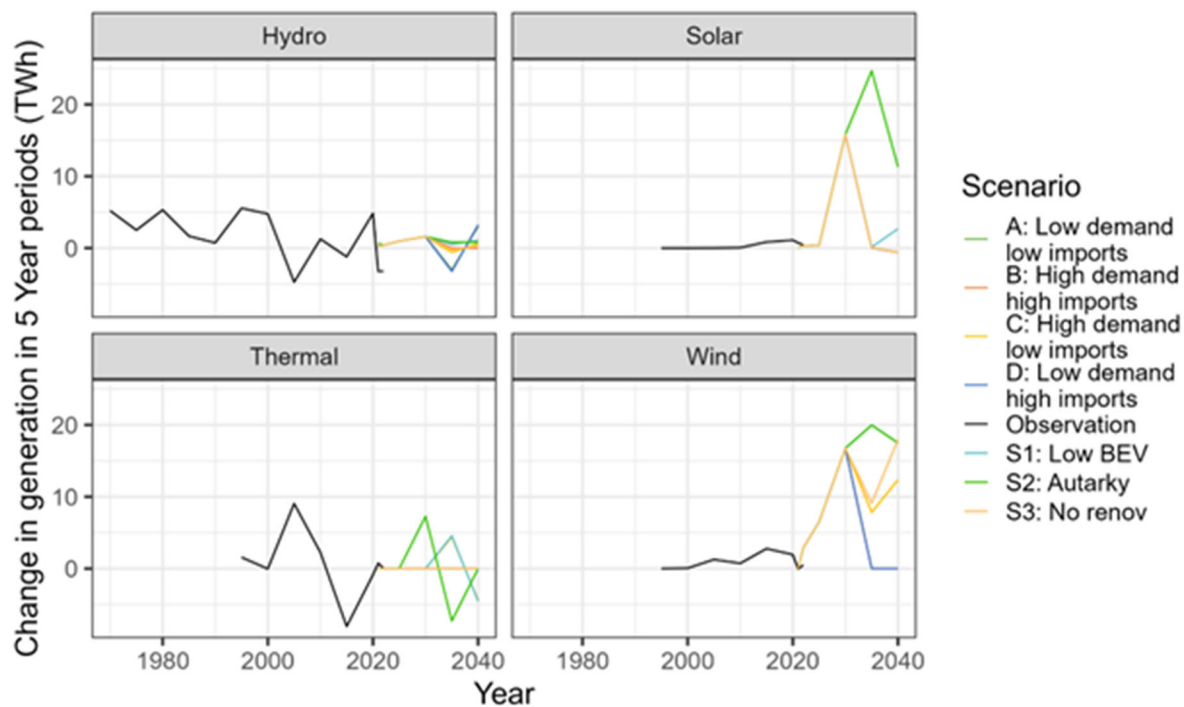 Hydro
Solar
20
10
0
Thermal
Wind
20
10
0
1980
2000
2020
2040
1980
2000
2020
2040
Year
Change in generation in 5 Year periods (TWh)
Scenario
A: Low demand
low imports
B: High demand
high imports
C: High demand
low imports
D: Low demand
high imports
Observation
S1: Low BEV
S2: Autarky
S3: No renov